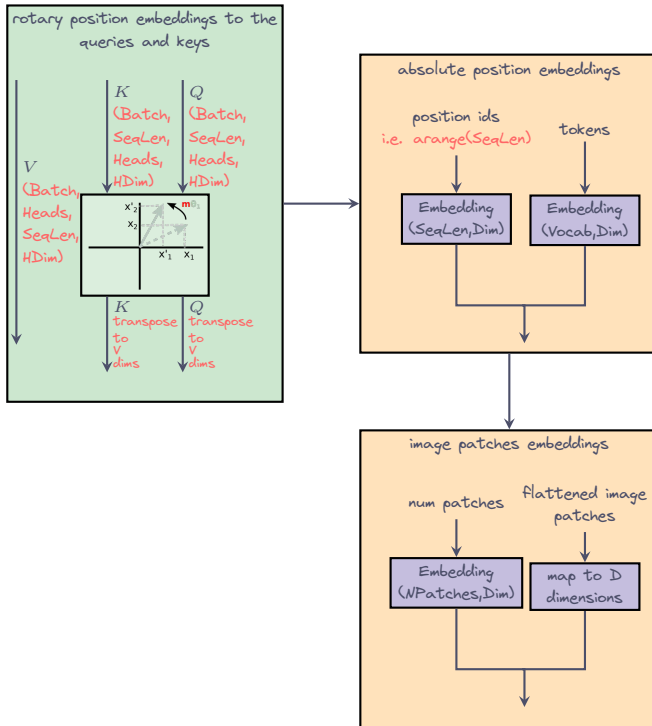 rotary position embeddings to the
queries and keys
V
(Batch,
Heads,
SeqLen,
HDim)
K
(Batch,
SeqLen,
Heads,
HDim)
Q
(Batch,
SeqLen,
Heads,
HDim)
x'₂
x₂
mθ₁
x'₁
x₁
K
transpose
to
V
dims
Q
transpose
to
V
dims
absolute position embeddings
position ids
i.e. arange(SeqLen)
tokens
Embedding
(SeqLen,Dim)
Embedding
(Vocab,Dim)
image patches embeddings
num patches
flattened image
patches
Embedding
(NPatches,Dim)
map to D
dimensions